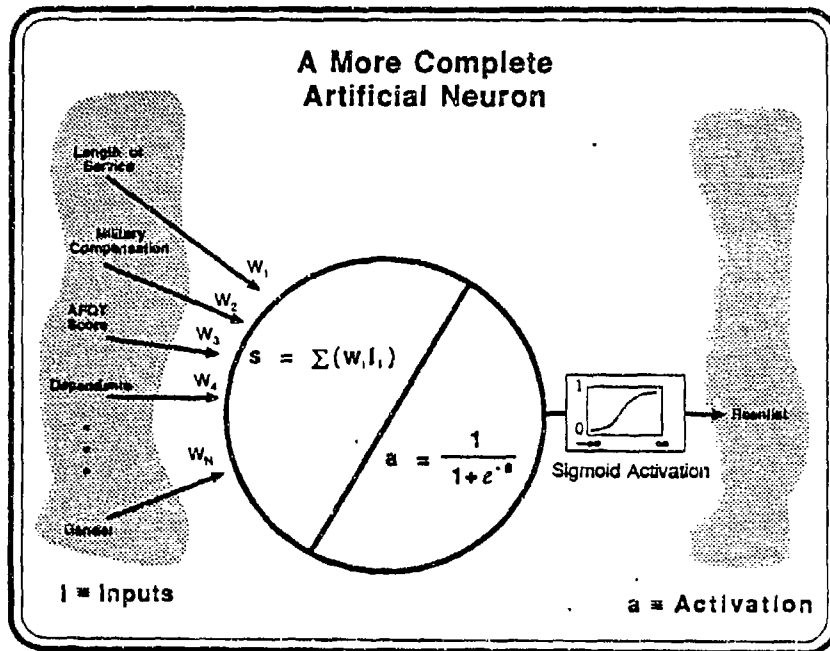 A More Complete
Artificial Neuron
Length of
Service
Military
Compensation
AFQT
Score
Dependents
Gender
W₁
W₂
W₃
W₄
W_N
s = Σ(WᵢIᵢ)
a = 1 / (1+e⁻ˢ)
1
0
-∞ ∞
Sigmoid Activation
Reenlist
I = Inputs
a = Activation